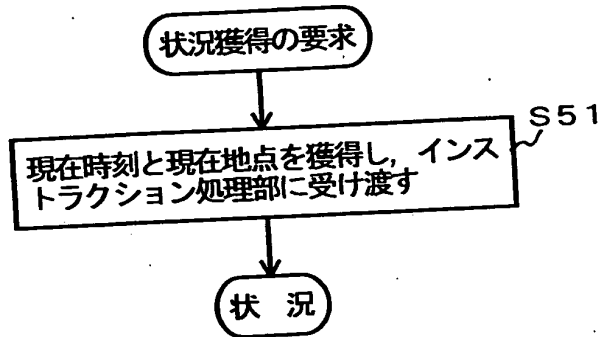 状況獲得の要求
S51
現在時刻と現在地点を獲得し，インス
トラクション処理部に受け渡す
状　況